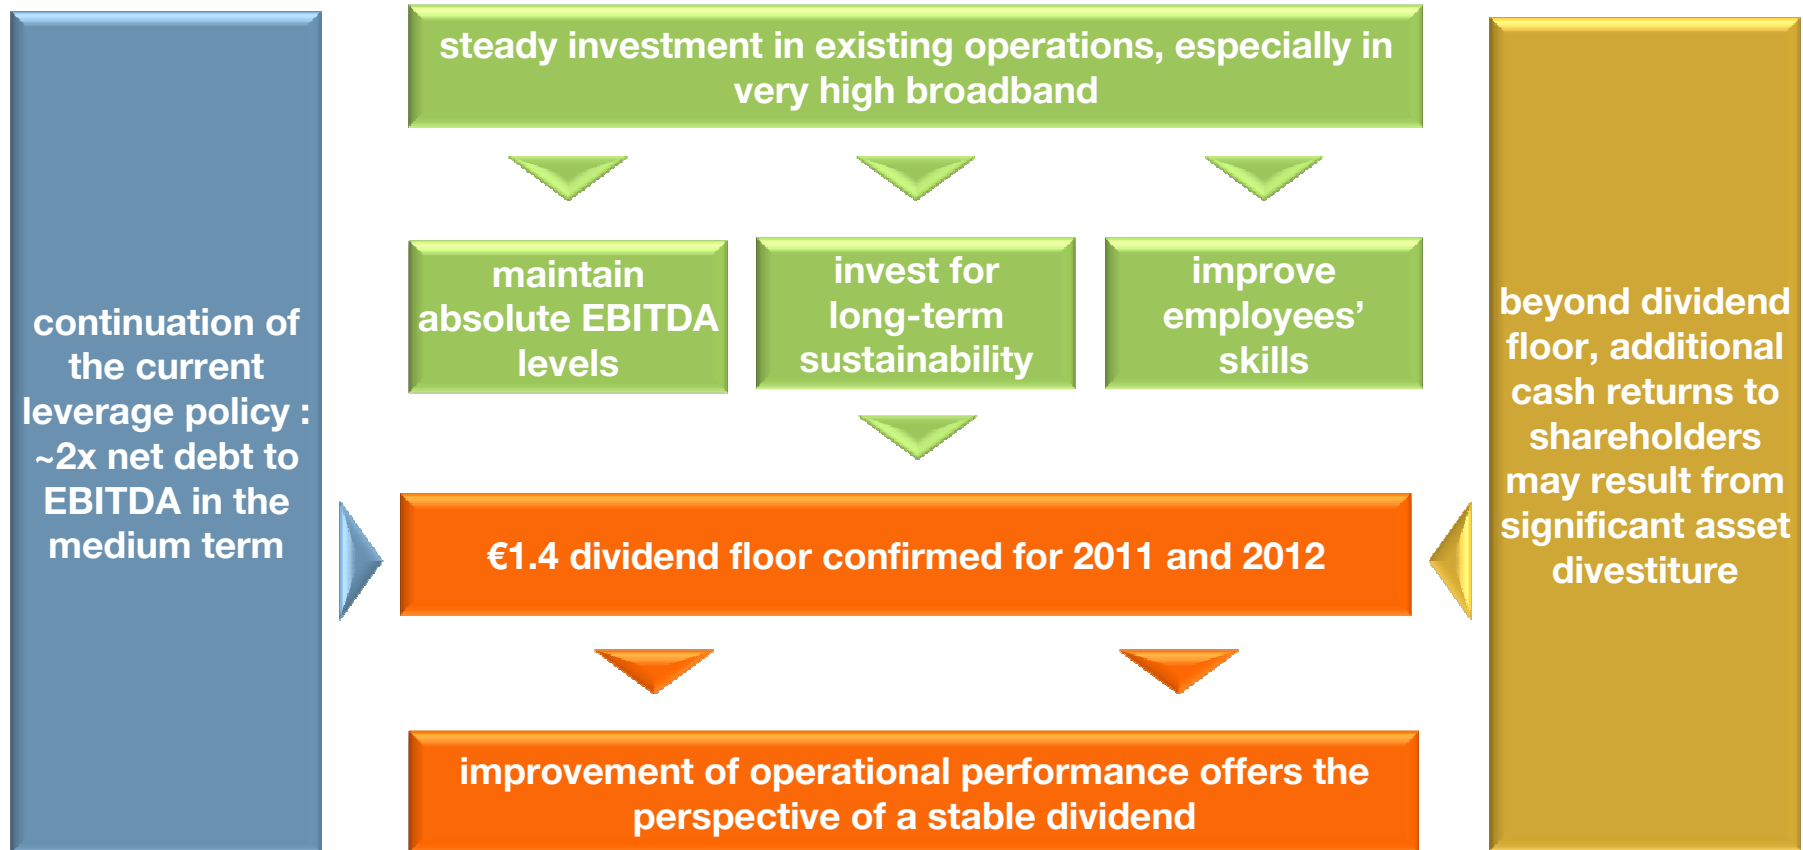 continuation of
the current
leverage policy :
~2x net debt to
EBITDA in the
medium term
steady investment in existing operations, especially in
very high broadband
maintain
absolute EBITDA
levels
invest for
long-term
sustainability
improve
employees’
skills
€1.4 dividend floor confirmed for 2011 and 2012
improvement of operational performance offers the
perspective of a stable dividend
beyond dividend
floor, additional
cash returns to
shareholders
may result from
significant asset
divestiture